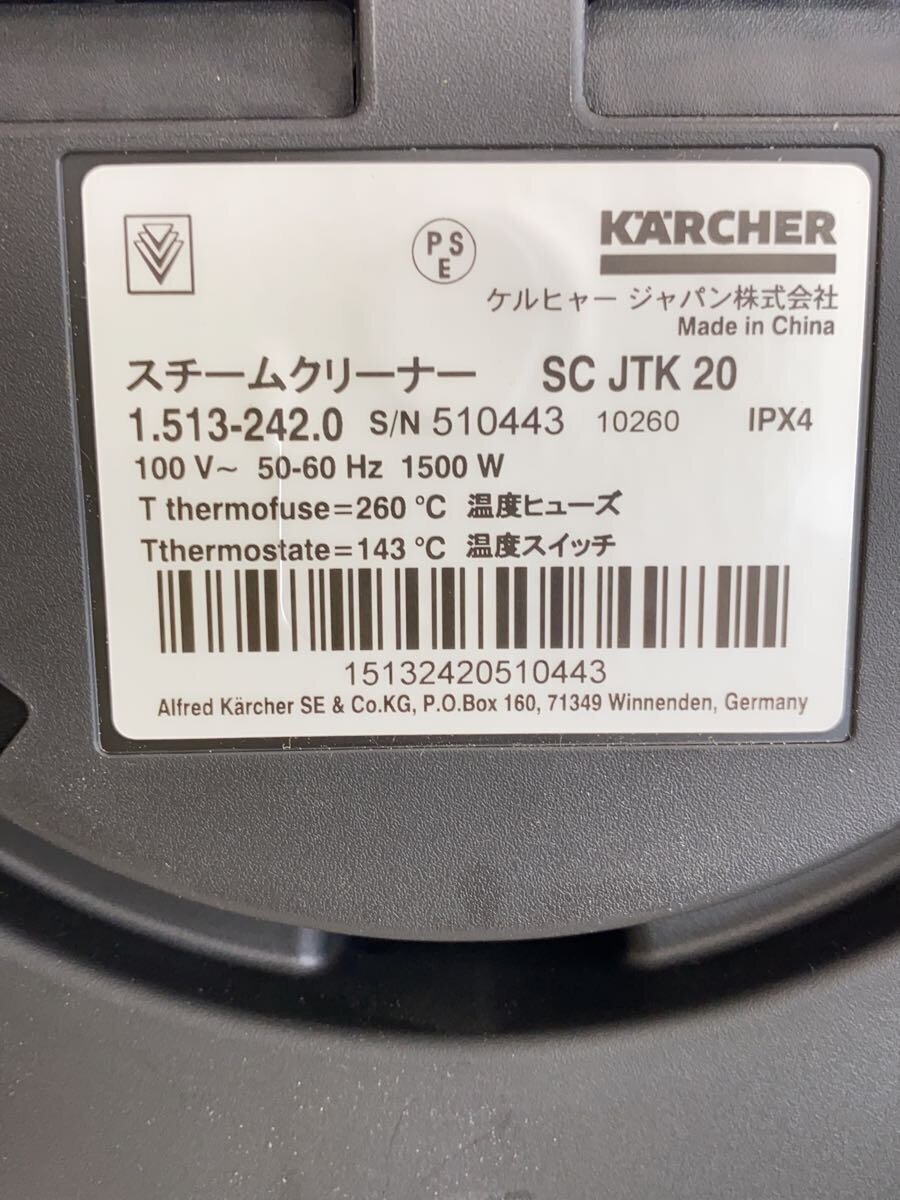 PSE
KÄRCHER
ケルヒャー ジャパン株式会社
Made in China
スチームクリーナー SC JTK 20
1.513-242.0 S/N 510443 10260 IPX4
100 V~ 50-60 Hz 1500 W
T thermofuse=260 °C 温度ヒューズ
Tthermostate=143 °C 温度スイッチ
15132420510443
Alfred Kärcher SE & Co.KG, P.O.Box 160, 71349 Winnenden, Germany